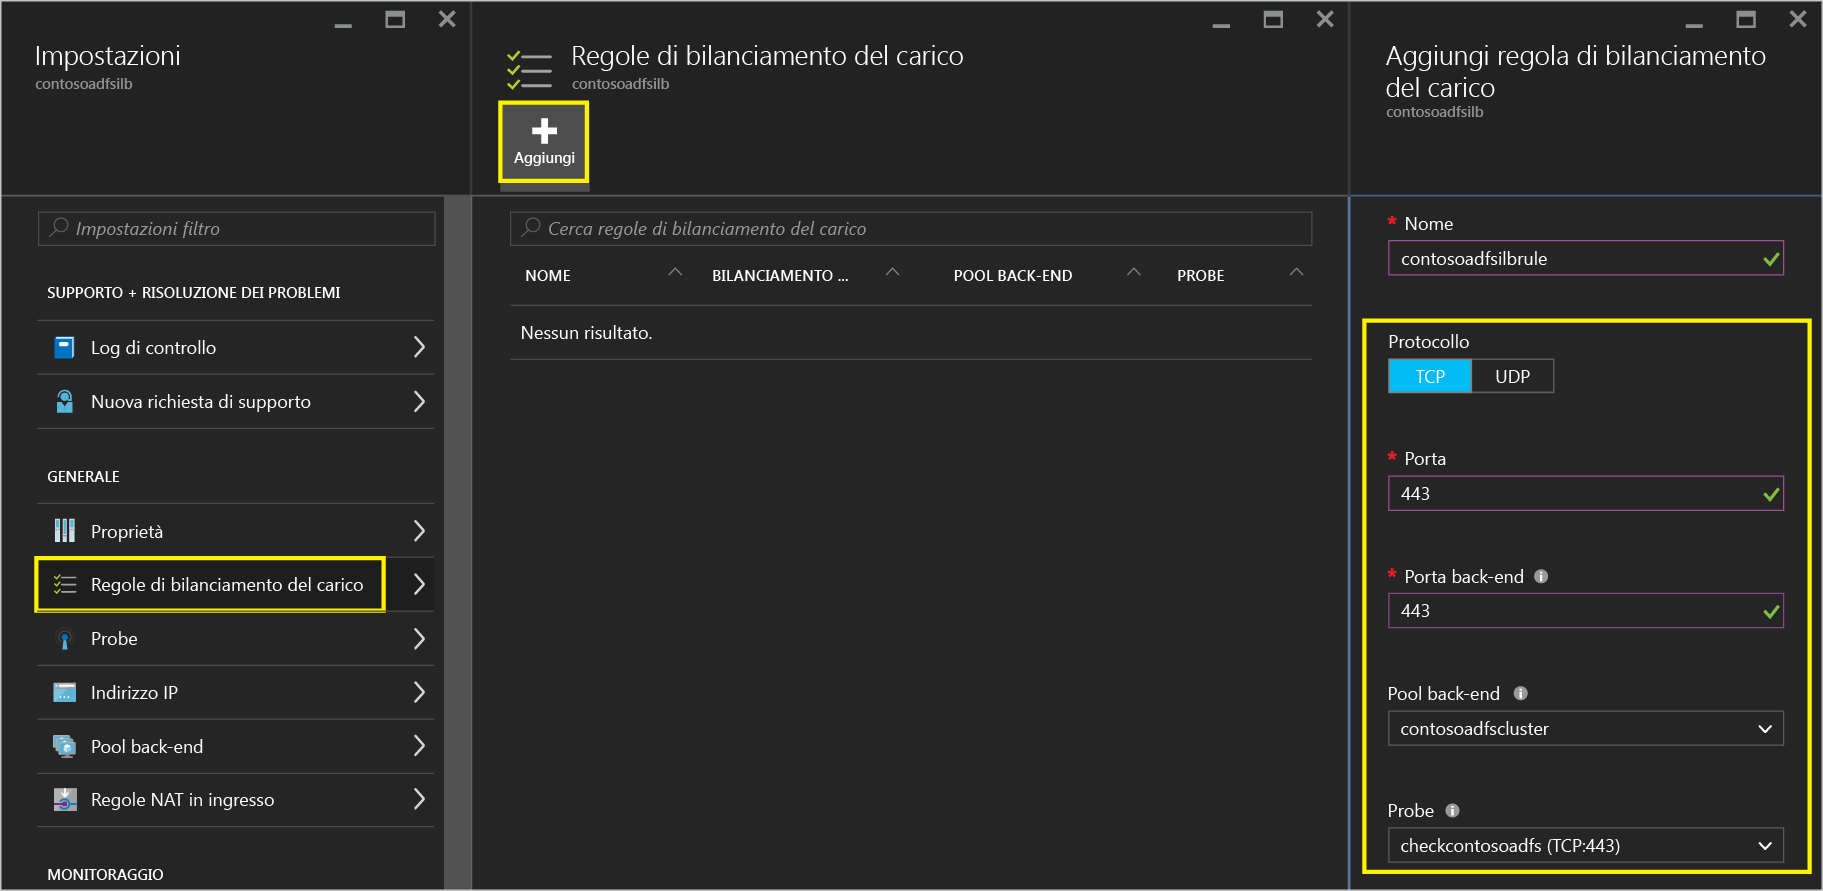 Impostazioni
contosoadfsilb
Impostazioni filtro
SUPPORTO + RISOLUZIONE DEI PROBLEMI
Log di controllo
Nuova richiesta di supporto
GENERALE
Proprietà
Regole di bilanciamento del carico
Probe
Indirizzo IP
Pool back-end
Regole NAT in ingresso
MONITORAGGIO
Regole di bilanciamento del carico
contosoadfsilb
Aggiungi
Cerca regole di bilanciamento del carico
NOME BILANCIAMENTO ... POOL BACK-END PROBE
Nessun risultato.
Aggiungi regola di bilanciamento
del carico
contosoadfsilb
* Nome
contosoadfsilbrule
Protocollo
TCP UDP
* Porta
443
* Porta back-end
443
Pool back-end
contosoadfscluster
Probe
checkcontosoadfs (TCP:443)